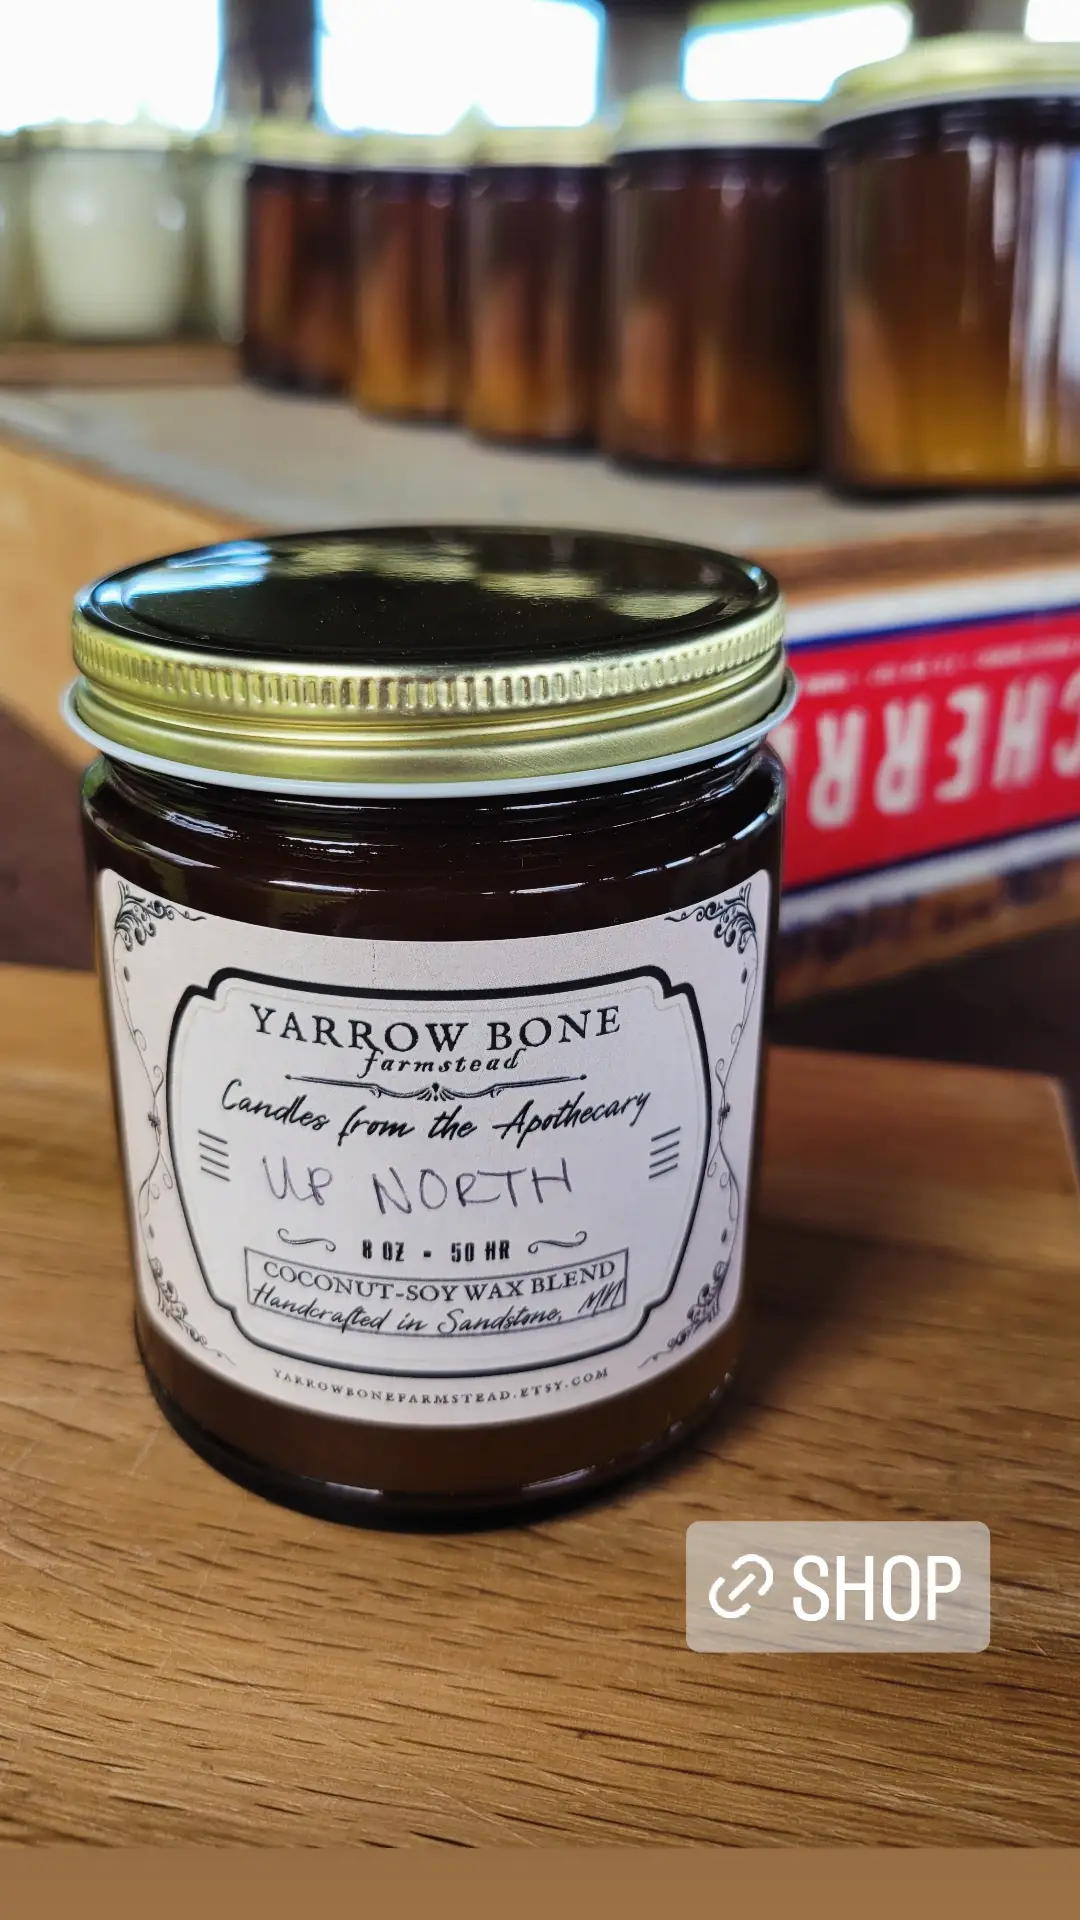 CHERR
YARROW BONE
farmstead
Candles from the Apothecary
UP NORTH
8 OZ - 50 HR
COCONUT-SOY WAX BLEND
Handcrafted in Sandstone, MN
YARROWBONEFARMSTEAD.ETSY.COM
SHOP